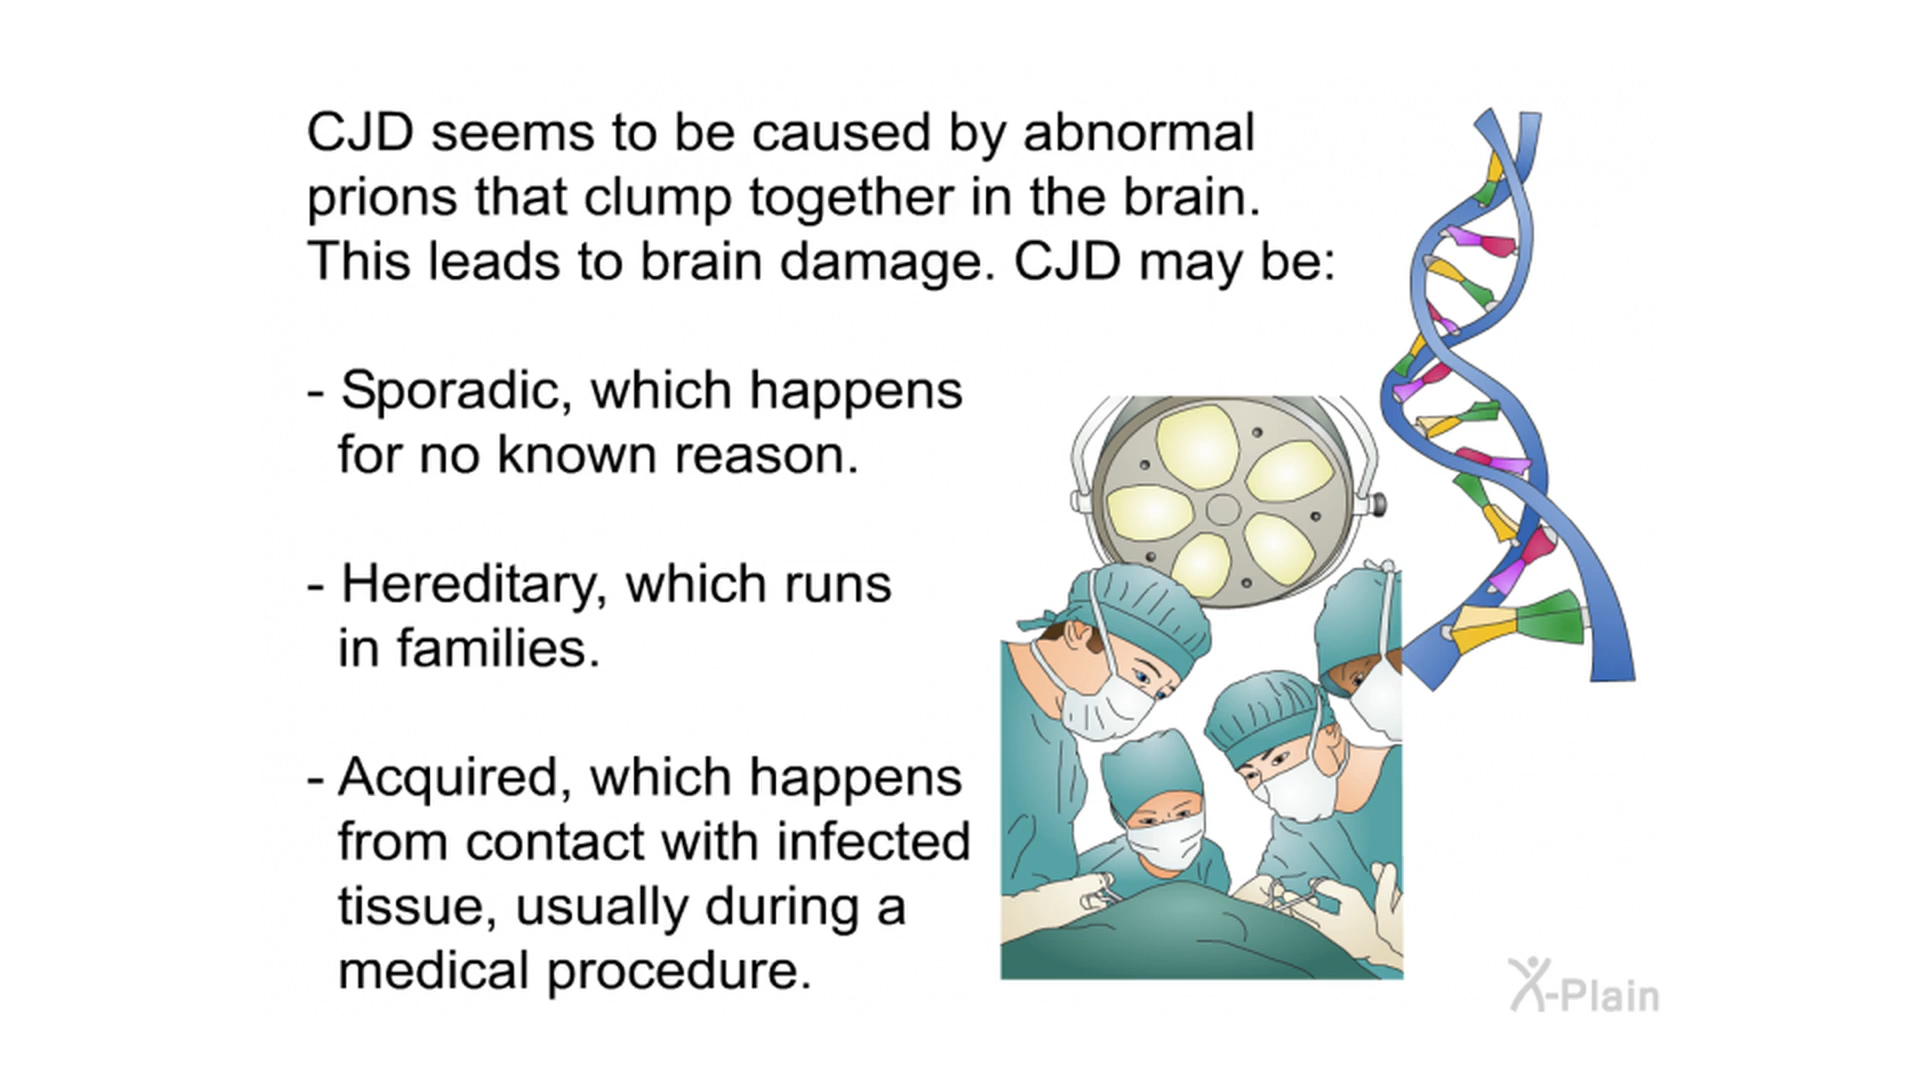 CJD seems to be caused by abnormal
prions that clump together in the brain.
This leads to brain damage. CJD may be:
- Sporadic, which happens
for no known reason.
- Hereditary, which runs
in families.
- Acquired, which happens
from contact with infected
tissue, usually during a
medical procedure.
X-Plain